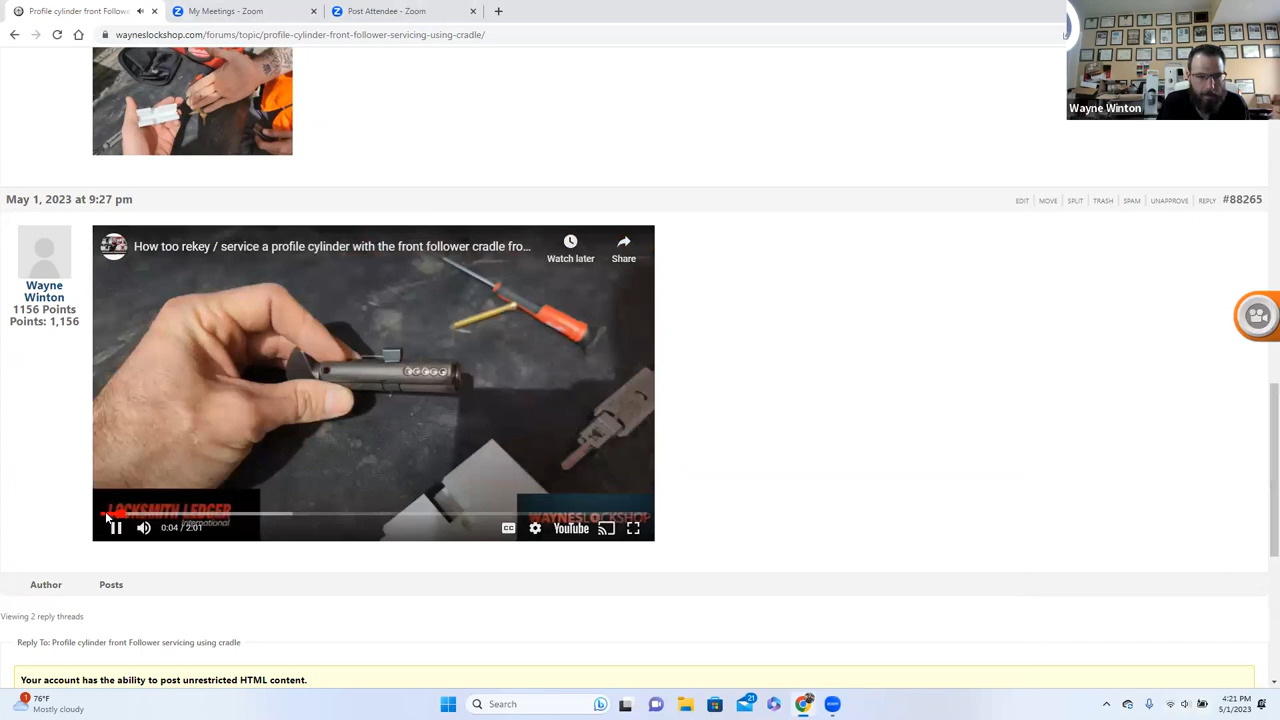 Profile cylinder front Follow
My Meetings - Zoom
Post Attendee - Zoom
wayneslockshop.com/forums/topic/profile-cylinder-front-follower-servicing-using-cradle/
Wayne Winton
May 1, 2023 at 9:27 pm
EDIT | MOVE | SPLIT | TRASH | SPAM | UNAPPROVE | REPLY #88265
Wayne
Winton
1156 Points
Points: 1,156
How too rekey / service a profile cylinder with the front follower cradle fro...
Watch later
Share
LOCKSMITH LEDGER
International
WAYNESLOCKSHOP
0:04 / 2:01
CC
YouTube
Author
Posts
Viewing 2 reply threads
Reply To: Profile cylinder front Follower servicing using cradle
Your account has the ability to post unrestricted HTML content.
1
76°F
Mostly cloudy
Search
21
zoom
4:21 PM
5/1/2023